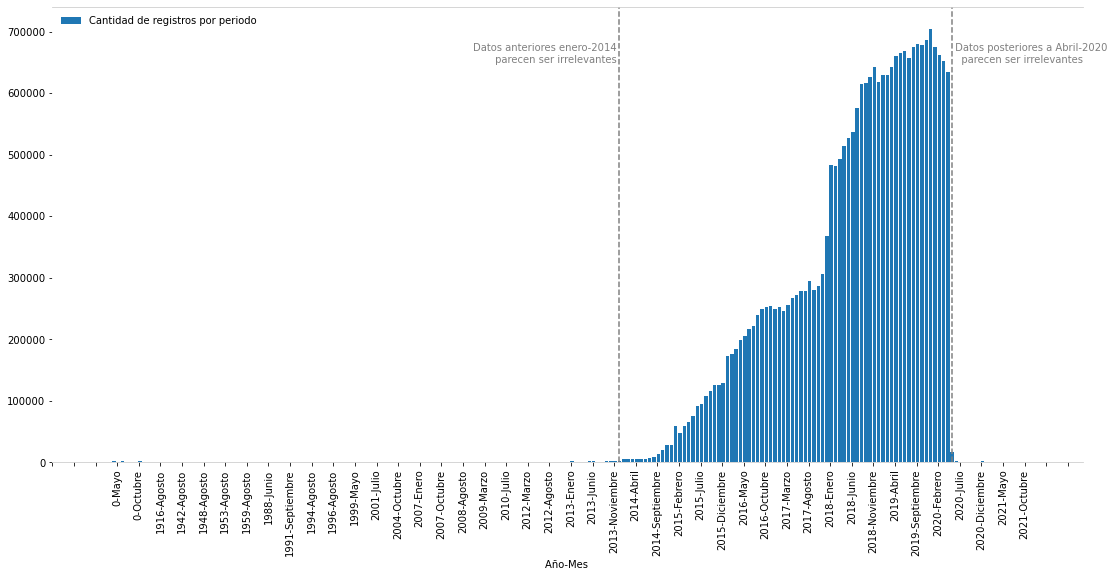 Cantidad de registros por periodo
Datos anteriores enero-2014
parecen ser irrelevantes
Datos posteriores a Abril-2020
parecen ser irrelevantes
700000
600000
500000
400000
300000
200000
100000
0
0-Mayo
0-Octubre
1916-Agosto
1942-Agosto
1948-Agosto
1953-Agosto
1959-Agosto
1988-Junio
1991-Septiembre
1994-Agosto
1996-Agosto
1999-Mayo
2001-Julio
2004-Octubre
2007-Enero
2007-Octubre
2008-Agosto
2009-Marzo
2010-Julio
2012-Marzo
2012-Agosto
2013-Enero
2013-Junio
2013-Noviembre
2014-Abril
2014-Septiembre
2015-Febrero
2015-Julio
2015-Diciembre
2016-Mayo
2016-Octubre
2017-Marzo
2017-Agosto
2018-Enero
2018-Junio
2018-Noviembre
2019-Abril
2019-Septiembre
2020-Febrero
2020-Julio
2020-Diciembre
2021-Mayo
2021-Octubre
Año-Mes